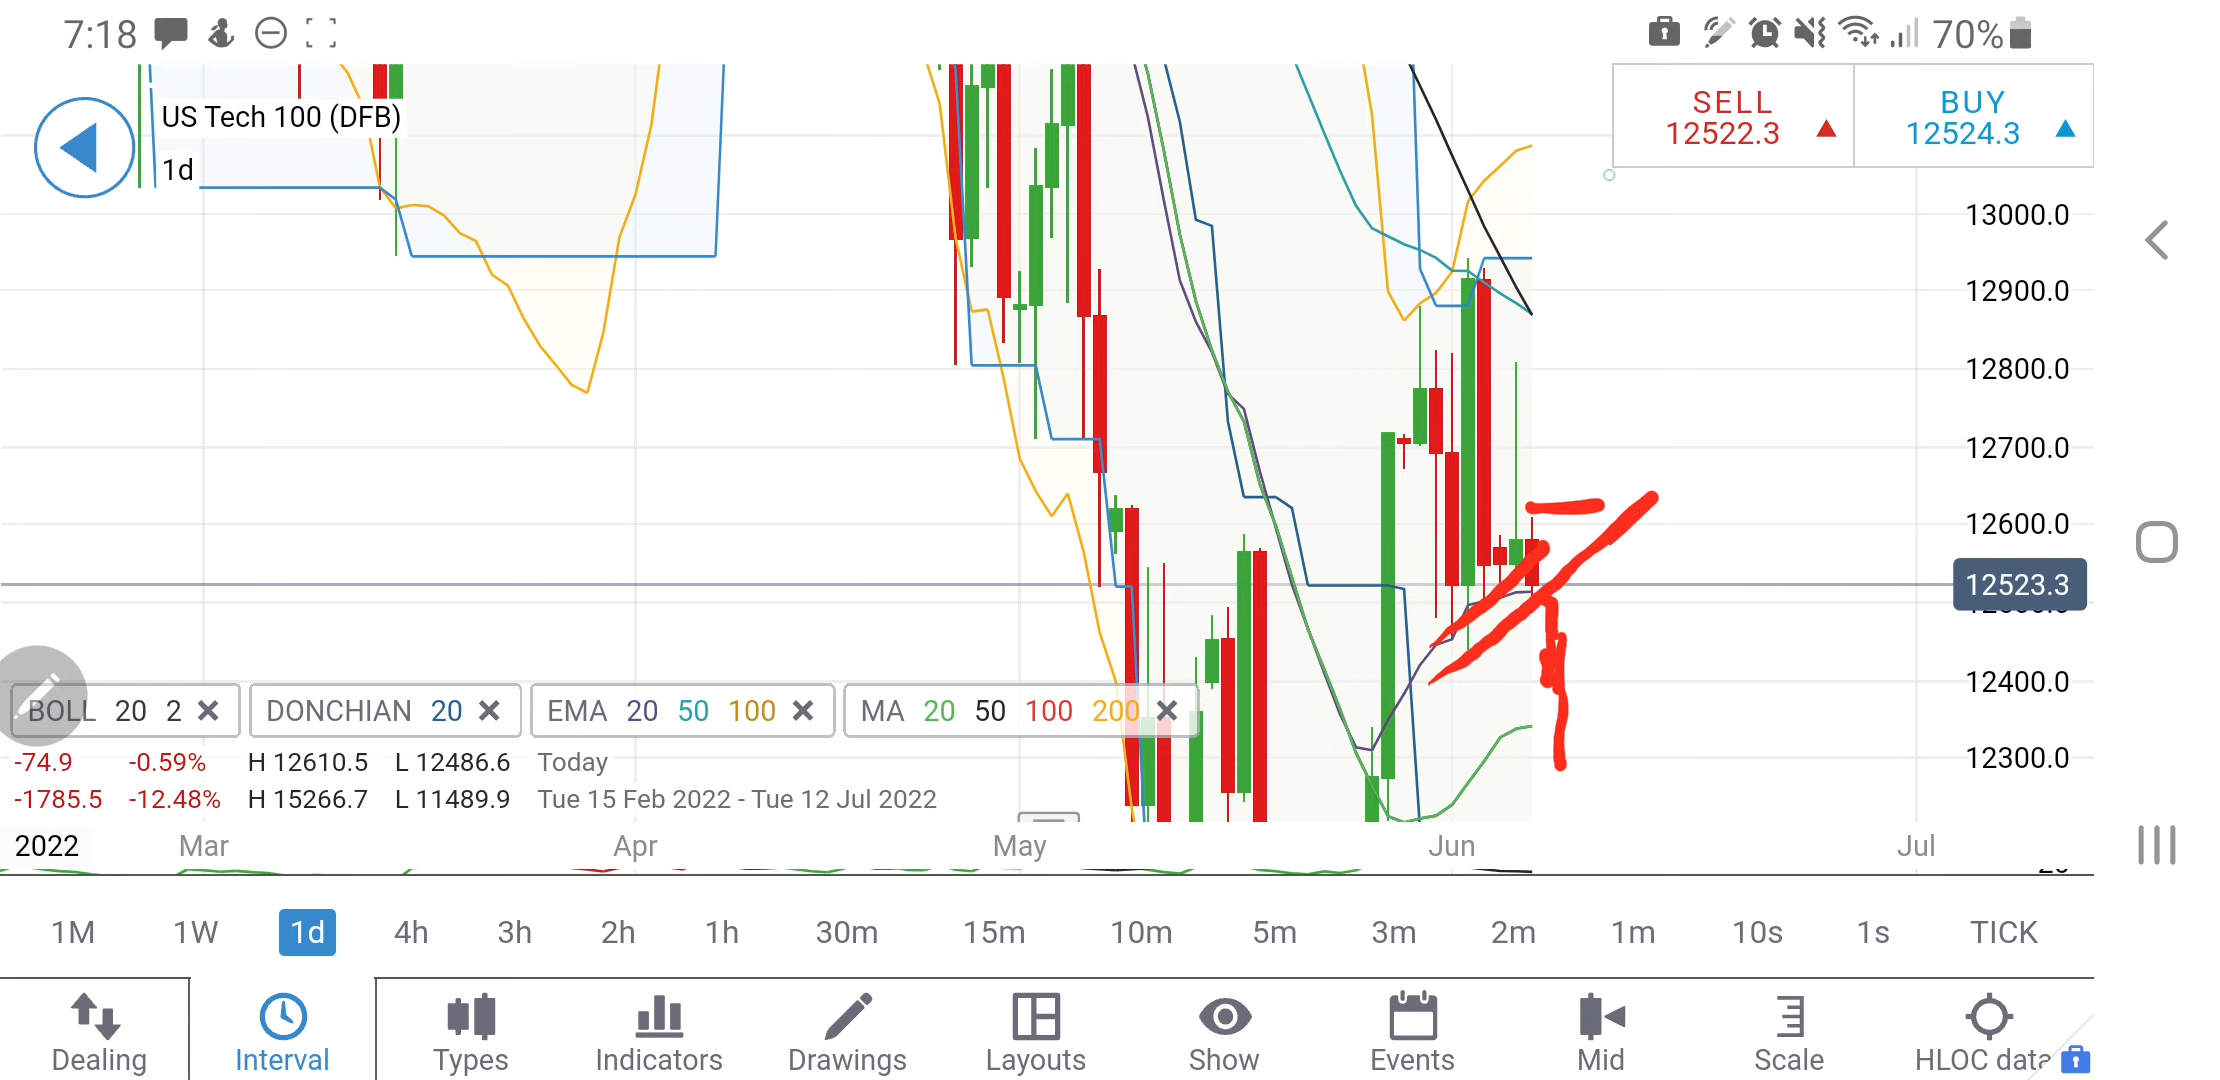 7:18
70%
US Tech 100 (DFB)
1d
SELL
12522.3
BUY
12524.3
13000.0
12900.0
12800.0
12700.0
12600.0
12523.3
12400.0
12300.0
BOLL 20 2 DONCHIAN 20 EMA 20 50 100 MA 20 50 100 200
-74.9 -0.59% H 12610.5 L 12486.6 Today
-1785.5 -12.48% H 15266.7 L 11489.9 Tue 15 Feb 2022 - Tue 12 Jul 2022
2022 Mar Apr May Jun Jul
1M 1W 1d 4h 3h 2h 1h 30m 15m 10m 5m 3m 2m 1m 10s 1s TICK
Dealing Interval Types Indicators Drawings Layouts Show Events Mid Scale HLOC data